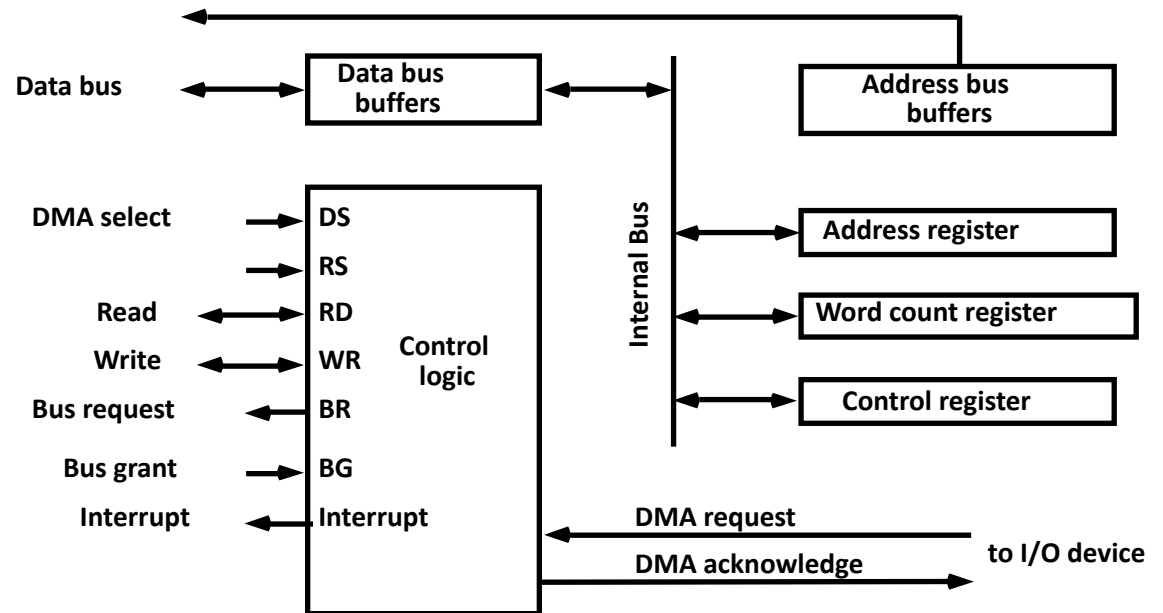 Data bus
Data bus
buffers
Address bus
buffers
DMA select
DS
RS
Read
RD
Write
WR
Control
logic
Bus request
BR
Bus grant
BG
Interrupt
Interrupt
Internal Bus
Address register
Word count register
Control register
DMA request
DMA acknowledge
to I/O device